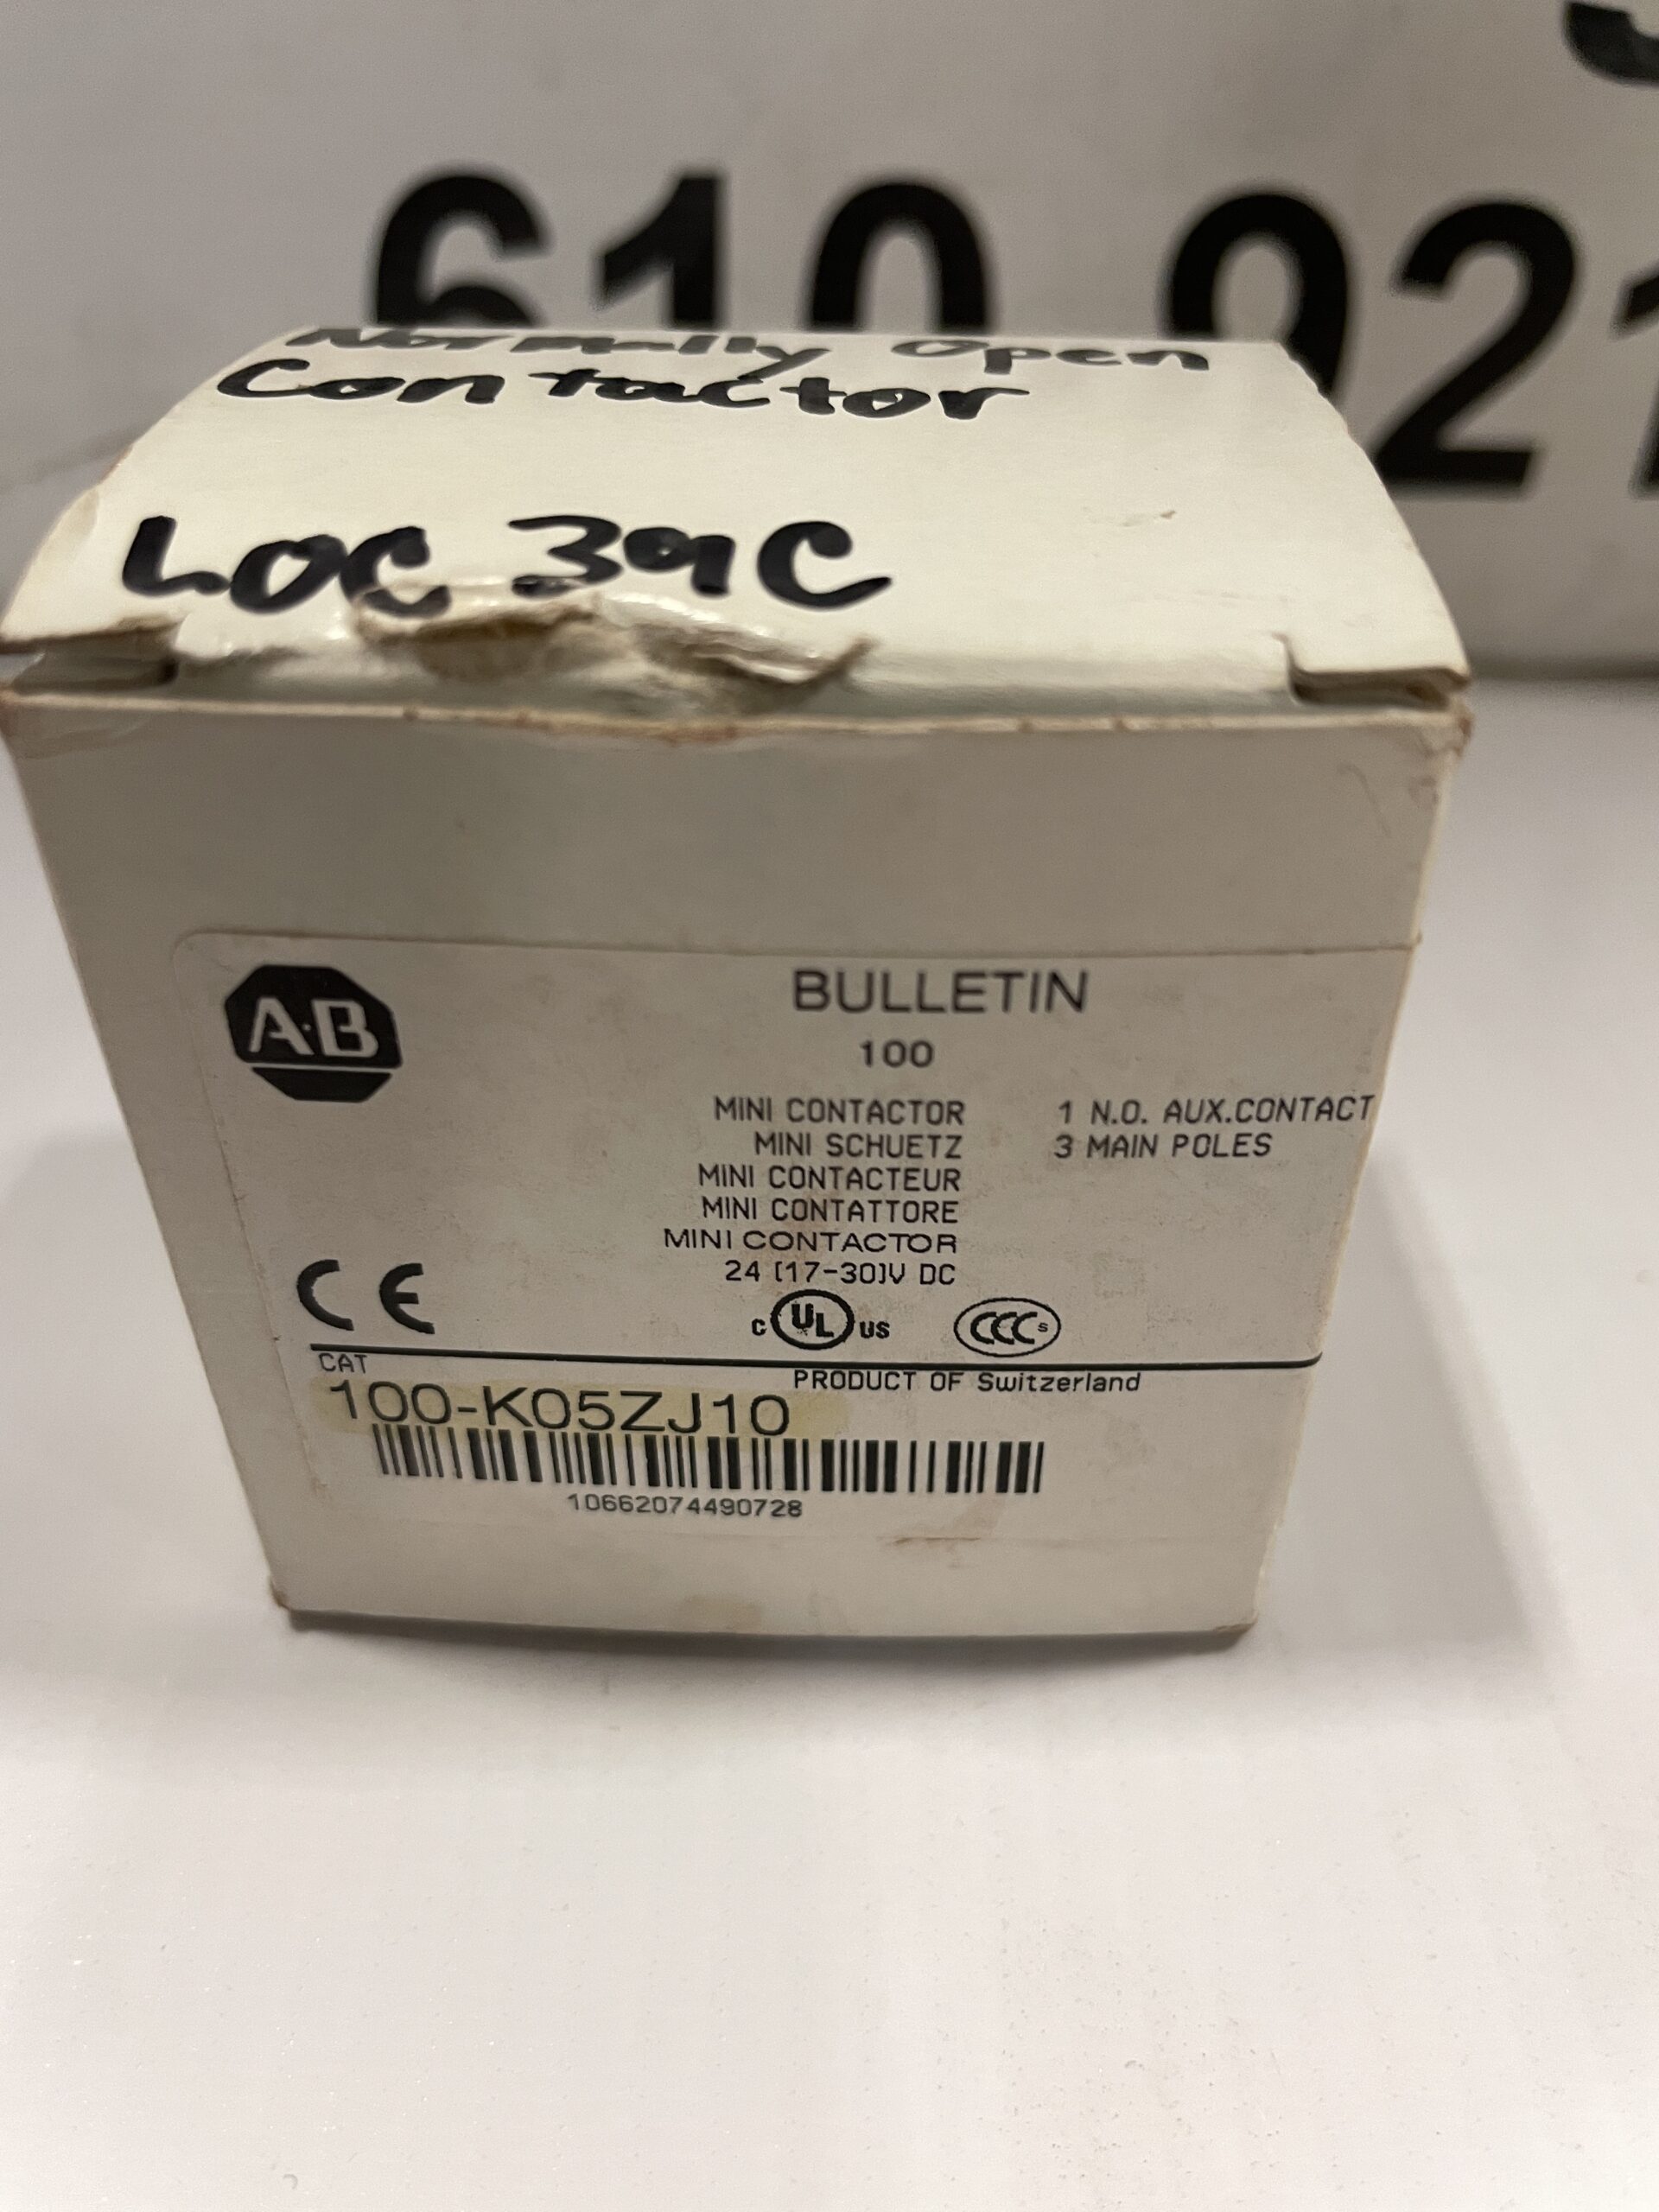 610 921
Normally Open
Contactor
LOC 39C
A·B
BULLETIN
100
MINI CONTACTOR 1 N.O. AUX.CONTACT
MINI SCHUETZ 3 MAIN POLES
MINI CONTACTEUR
MINI CONTATTORE
MINI CONTACTOR
24 (17-30)V DC
CE
c UL us CCC S
CAT
PRODUCT OF Switzerland
100-K05ZJ10
10662074490728